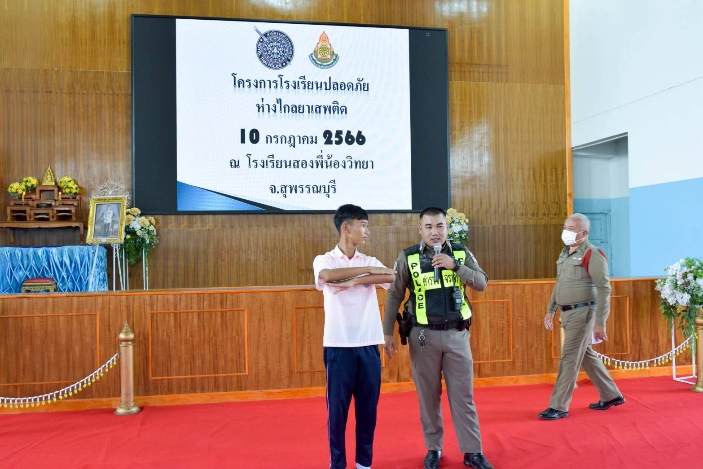 โครงการโรงเรียนปลอดภัย
ห่างไกลยาเสพติด
10 กรกฎาคม 2566
ณ โรงเรียนสองพี่น้องวิทยา
จ.สุพรรณบุรี
POLICE